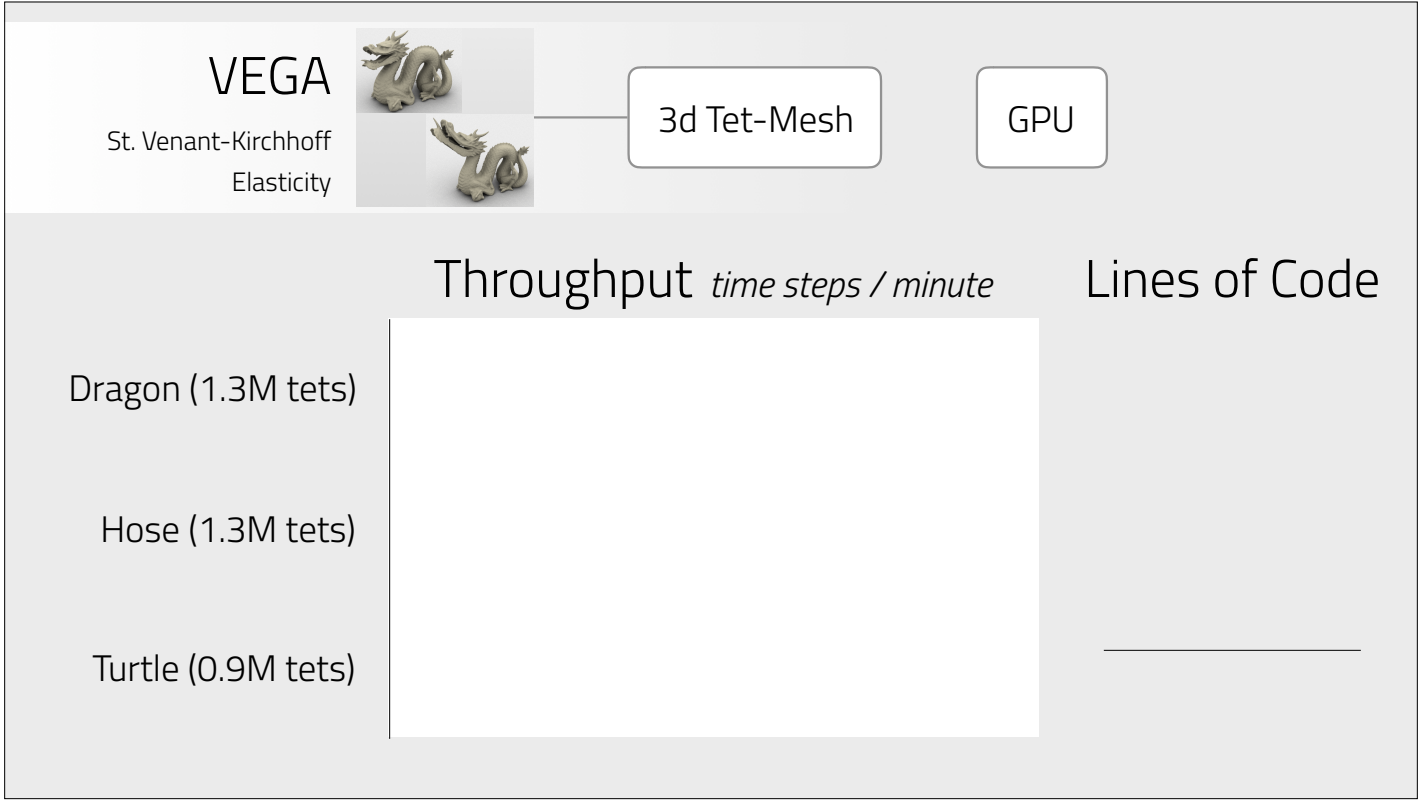 VEGA
St. Venant-Kirchhoff
Elasticity
3d Tet-Mesh
GPU
Throughput time steps / minute
Lines of Code
Dragon (1.3M tets)
Hose (1.3M tets)
Turtle (0.9M tets)